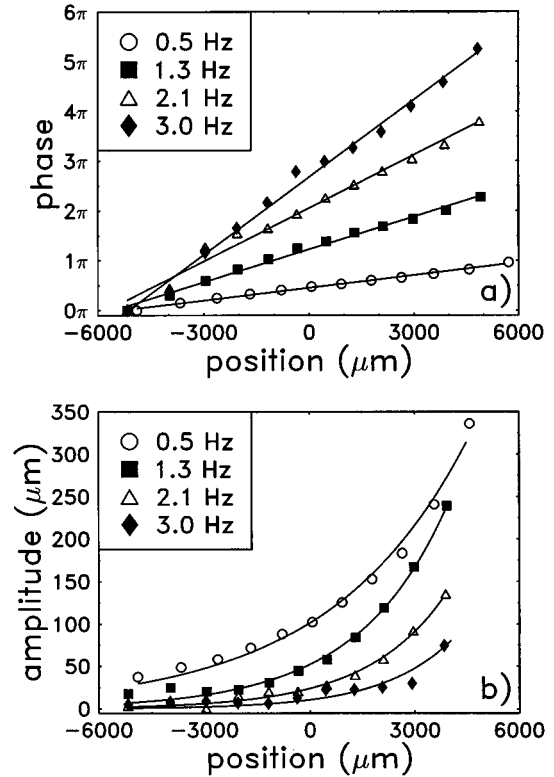 6π
5π
4π
3π
2π
1π
0π
phase
0.5 Hz
1.3 Hz
2.1 Hz
3.0 Hz
a)
−6000 −3000 0 3000 6000
position (μm)
350
300
250
200
150
100
50
0
amplitude (μm)
0.5 Hz
1.3 Hz
2.1 Hz
3.0 Hz
b)
−6000 −3000 0 3000 6000
position (μm)